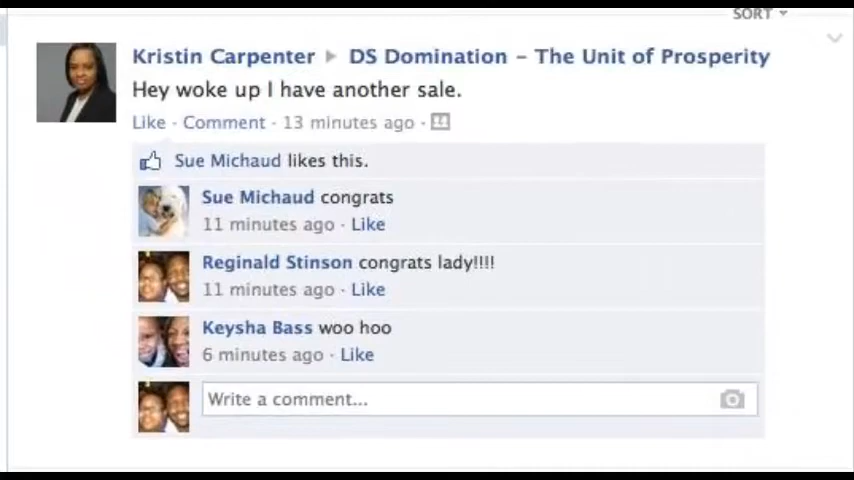 SORT
Kristin Carpenter ▸ DS Domination – The Unit of Prosperity
Hey woke up I have another sale.
Like · Comment · 13 minutes ago ·
Sue Michaud likes this.
Sue Michaud congrats
11 minutes ago · Like
Reginald Stinson congrats lady!!!!
11 minutes ago · Like
Keysha Bass woo hoo
6 minutes ago · Like
Write a comment...